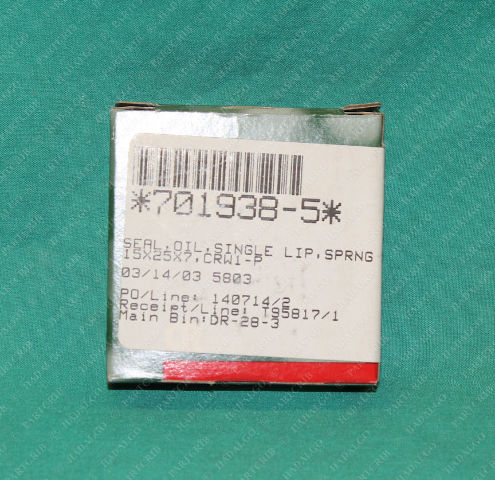 *701938-5*
SEAL,OIL,SINGLE LIP,SPRNG
15X25X7,CRW1-P
03/14/03 5803
PO/Line: 140714/2
Receipt/Line: T95817/1
Main Bin:DR-28-3